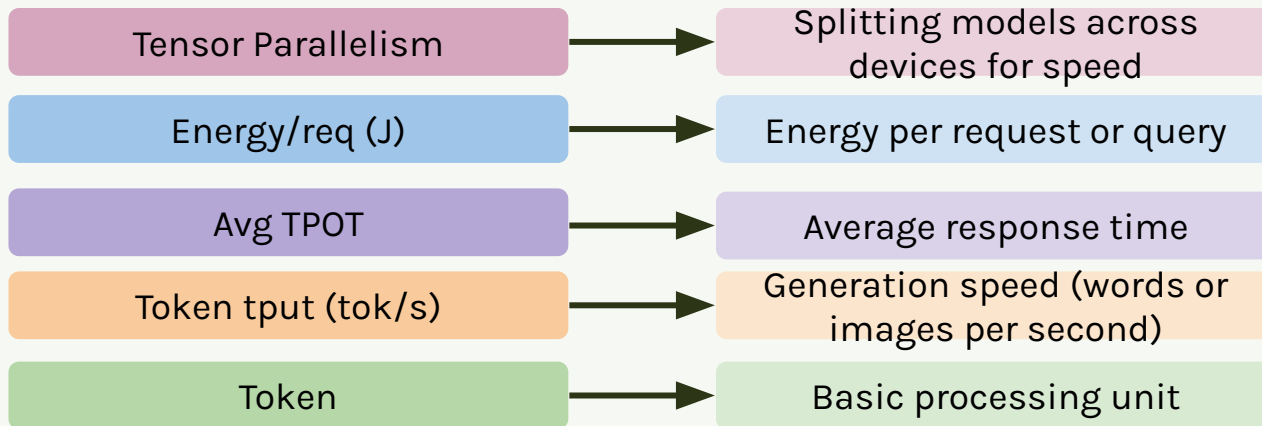 Tensor Parallelism
Splitting models across
devices for speed
Energy/req (J)
Energy per request or query
Avg TPOT
Average response time
Token tput (tok/s)
Generation speed (words or
images per second)
Token
Basic processing unit